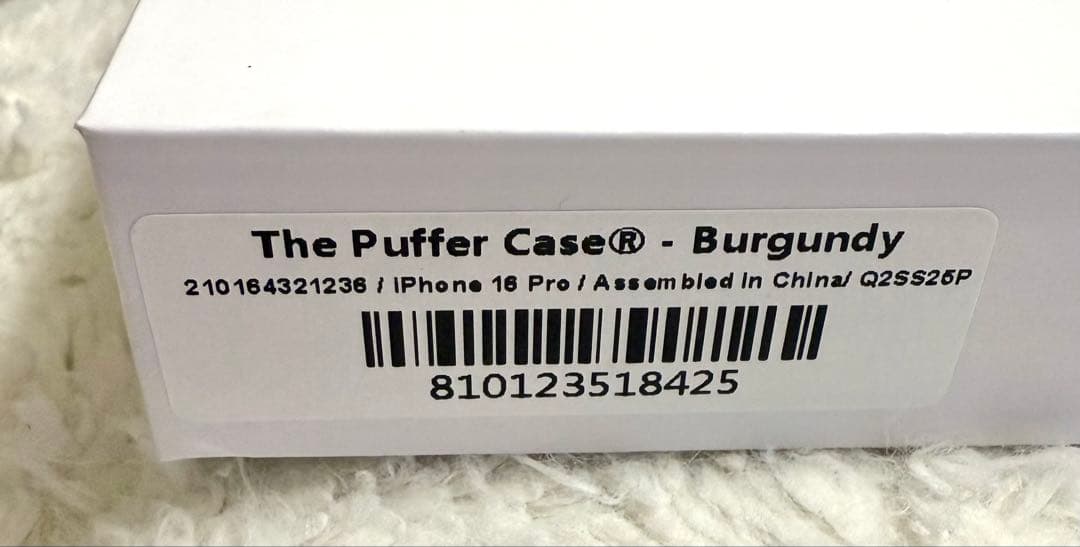 The Puffer Case® - Burgundy
210164321236 / iPhone 16 Pro / Assembled in China/ Q2SS25P
810123518425